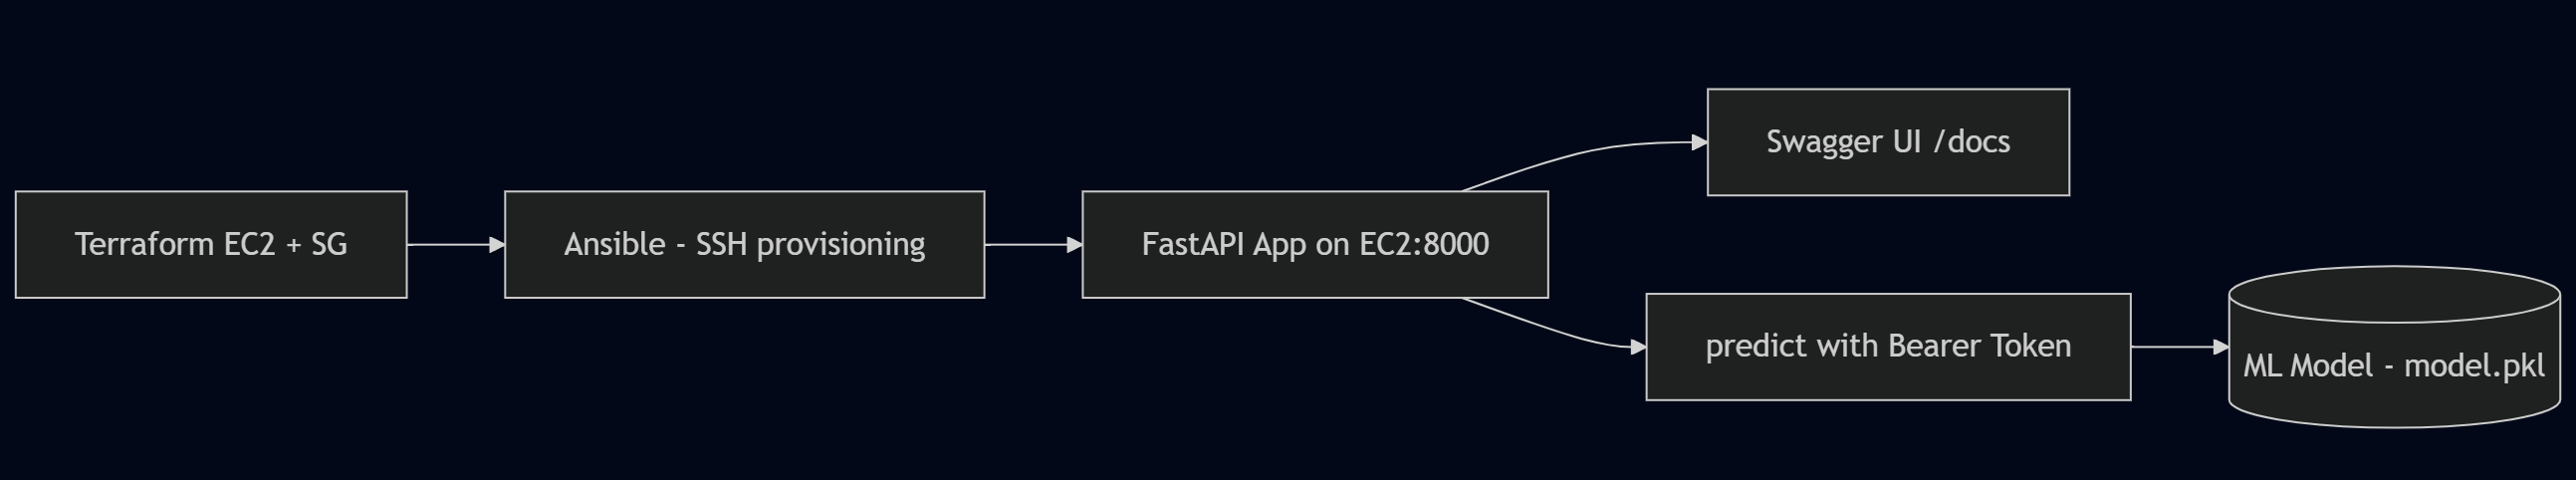 Terraform EC2 + SG
Ansible - SSH provisioning
FastAPI App on EC2:8000
Swagger UI /docs
predict with Bearer Token
ML Model - model.pkl